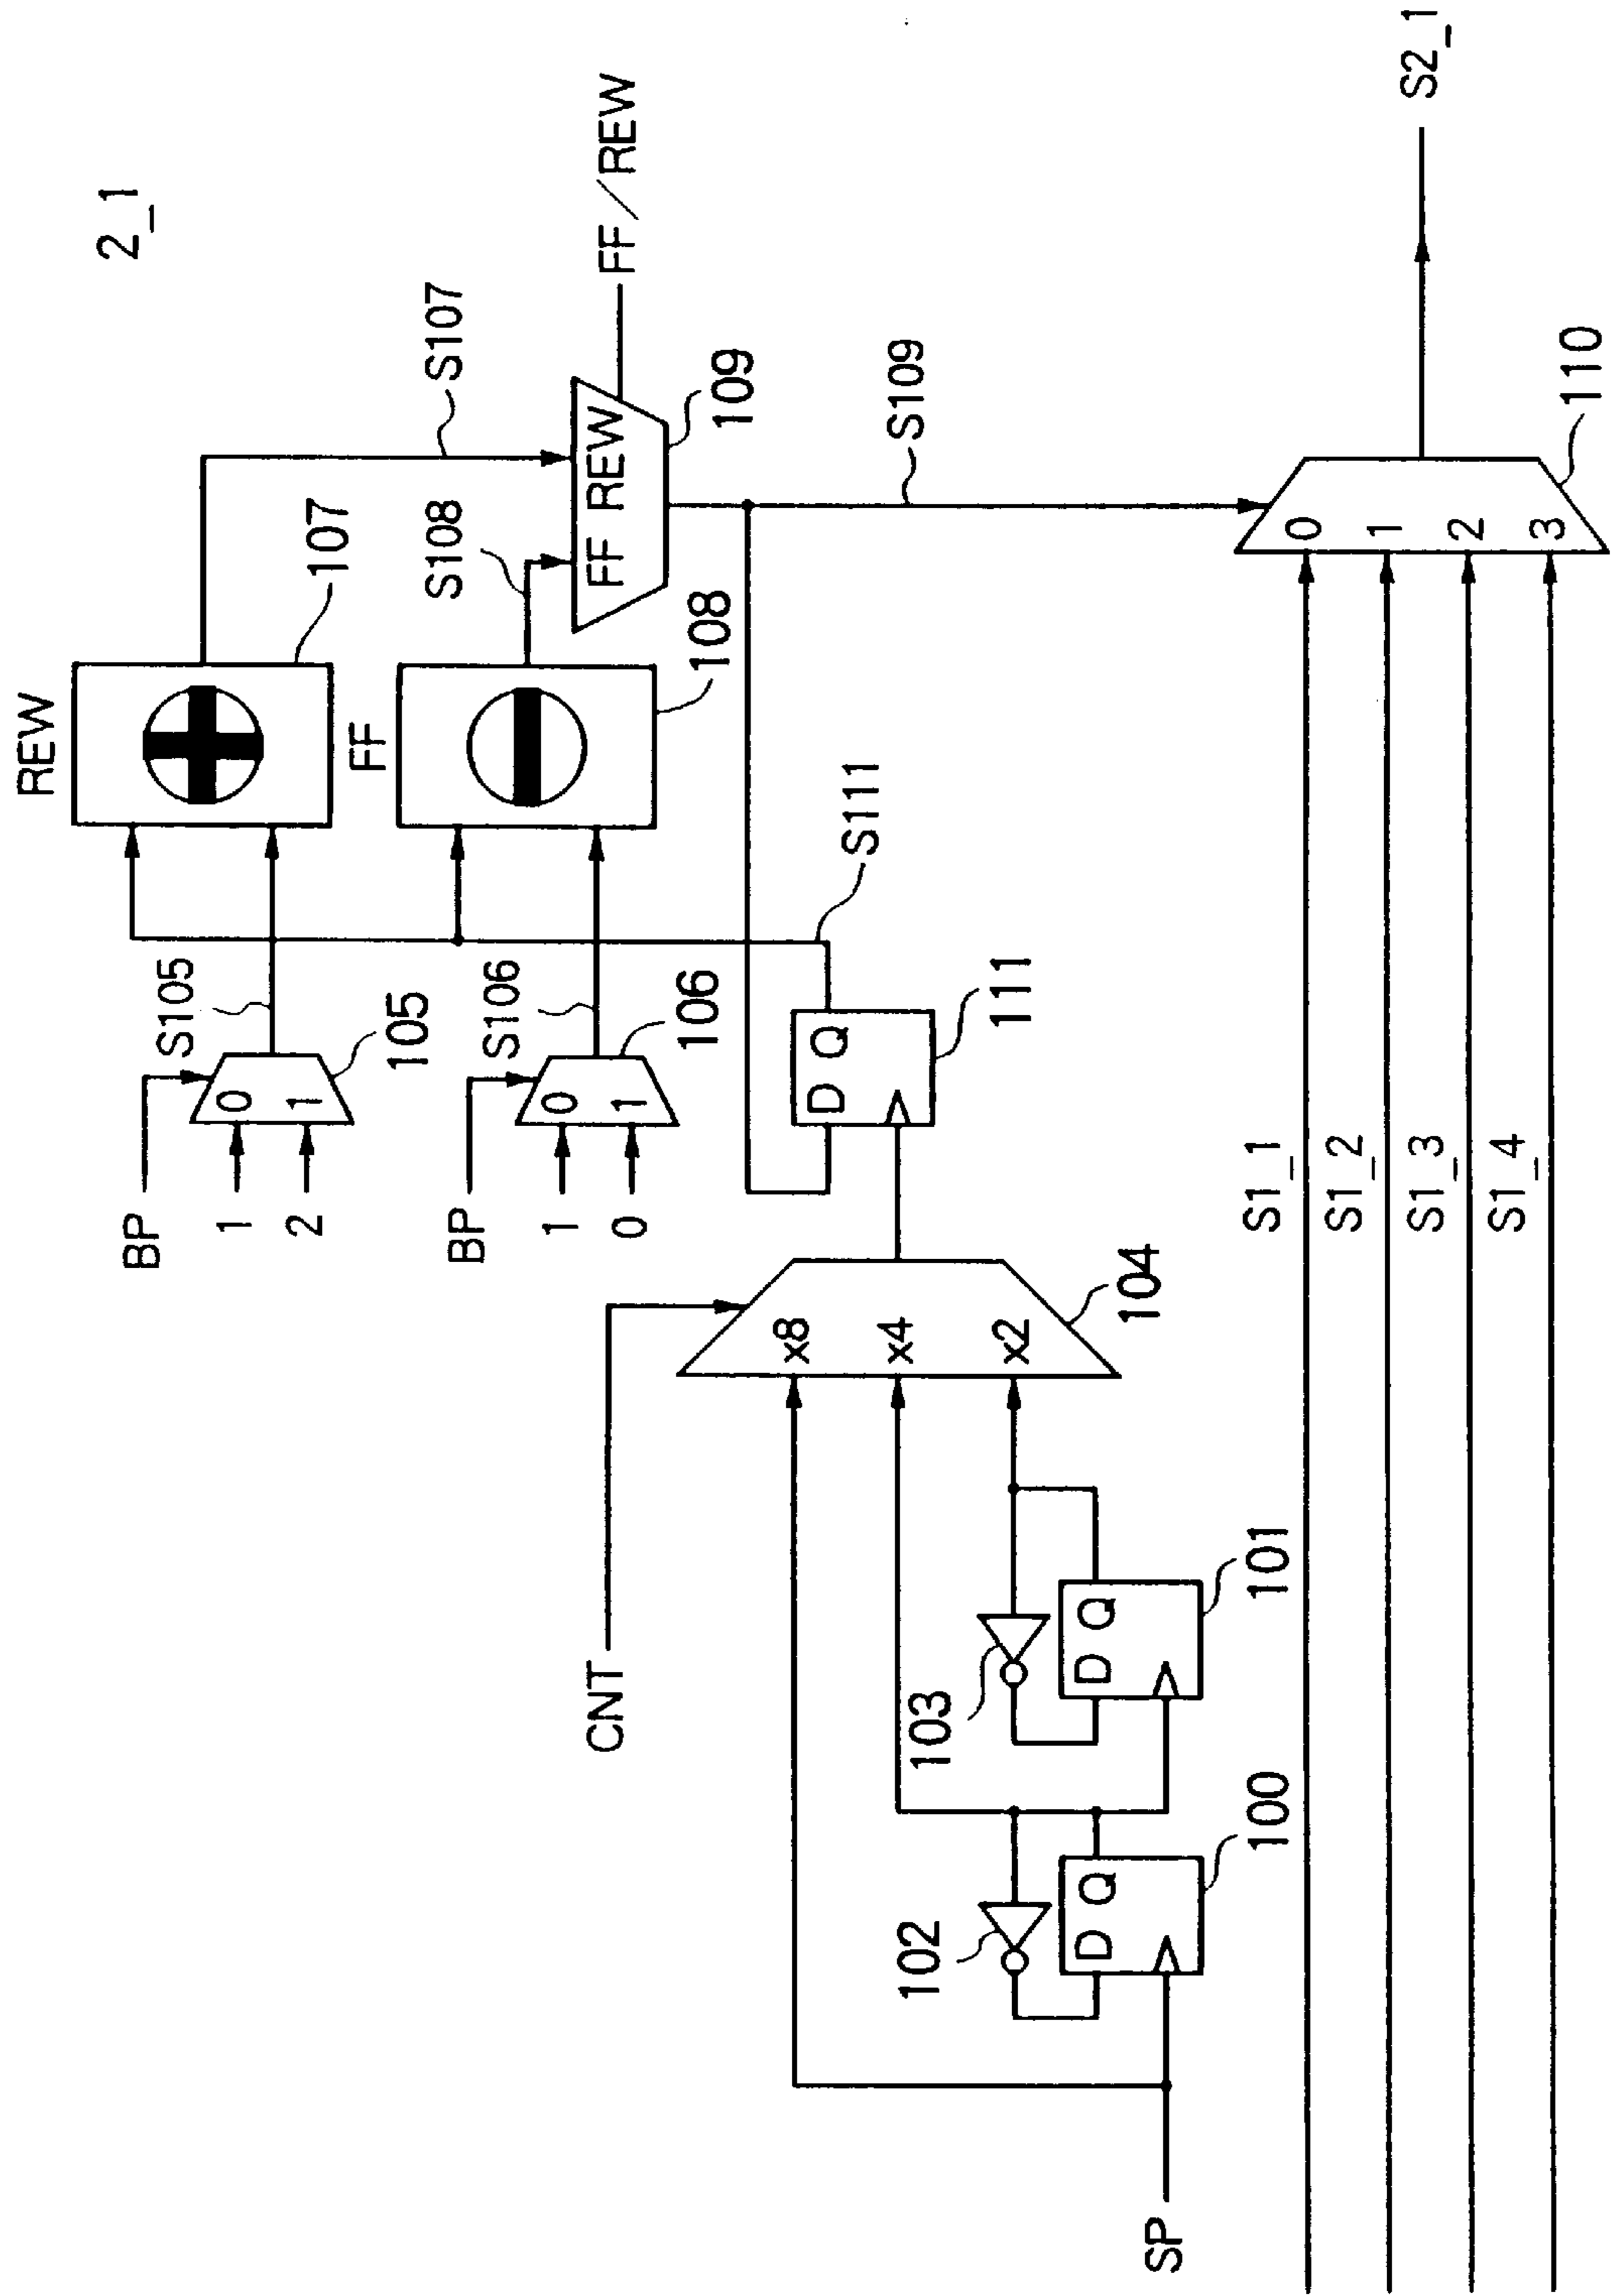 2_1
REW
107
S107
FF
S108
108
FF REW
109
FF/REW
BP
0
1
1
2
S105
105
BP
0
1
1
0
S106
106
S111
D Q
111
S109
CNT
x8
x4
x2
104
103
D Q
101
102
D Q
100
SP
S1_1
S1_2
S1_3
S1_4
0
1
2
3
110
S2_1